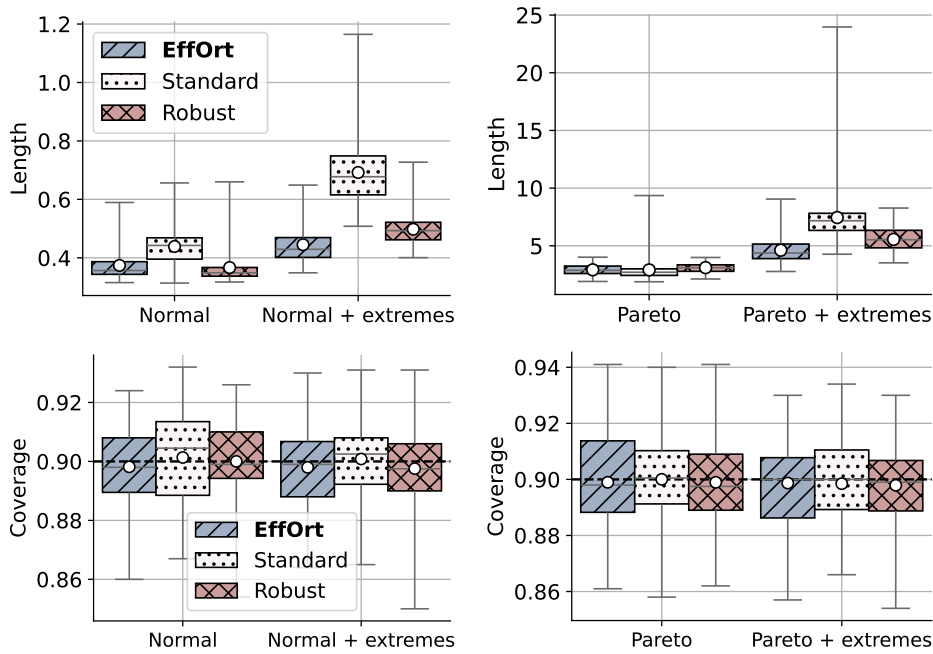 1.2
1.0
0.8
0.6
0.4
Length
EffOrt
Standard
Robust
Normal
Normal + extremes
25
20
15
10
5
Length
Pareto
Pareto + extremes
0.92
0.90
0.88
0.86
Coverage
EffOrt
Standard
Robust
Normal
Normal + extremes
0.94
0.92
0.90
0.88
0.86
Coverage
Pareto
Pareto + extremes